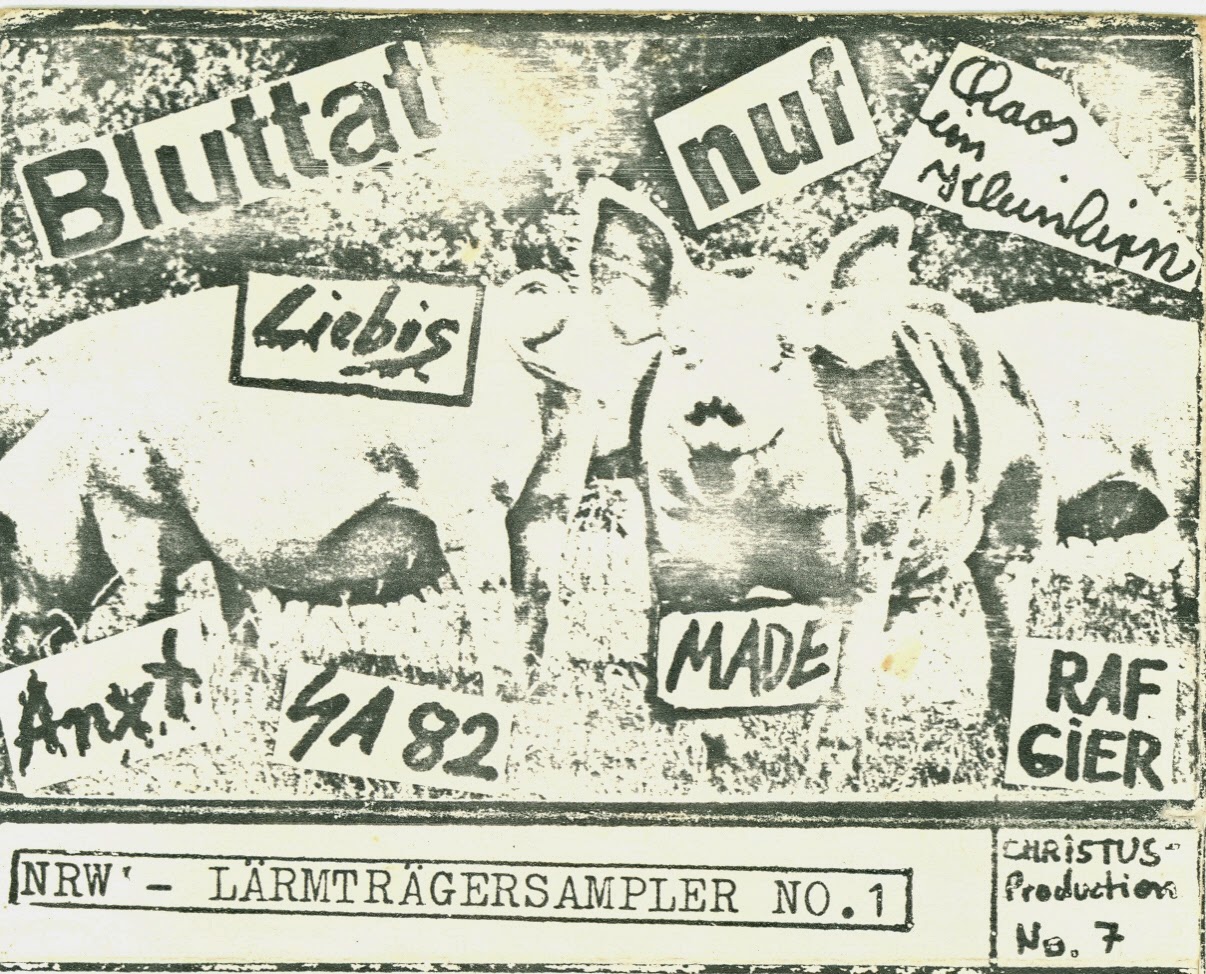 Bluttat
nuf
Chaos
im
Kleinhirn
Liebis
Anxt
SA 82
MADE
RAF
GiER
NRW' - LÄRMTRÄGERSAMPLER NO.1
CHRiSTUS-
Production
No. 7